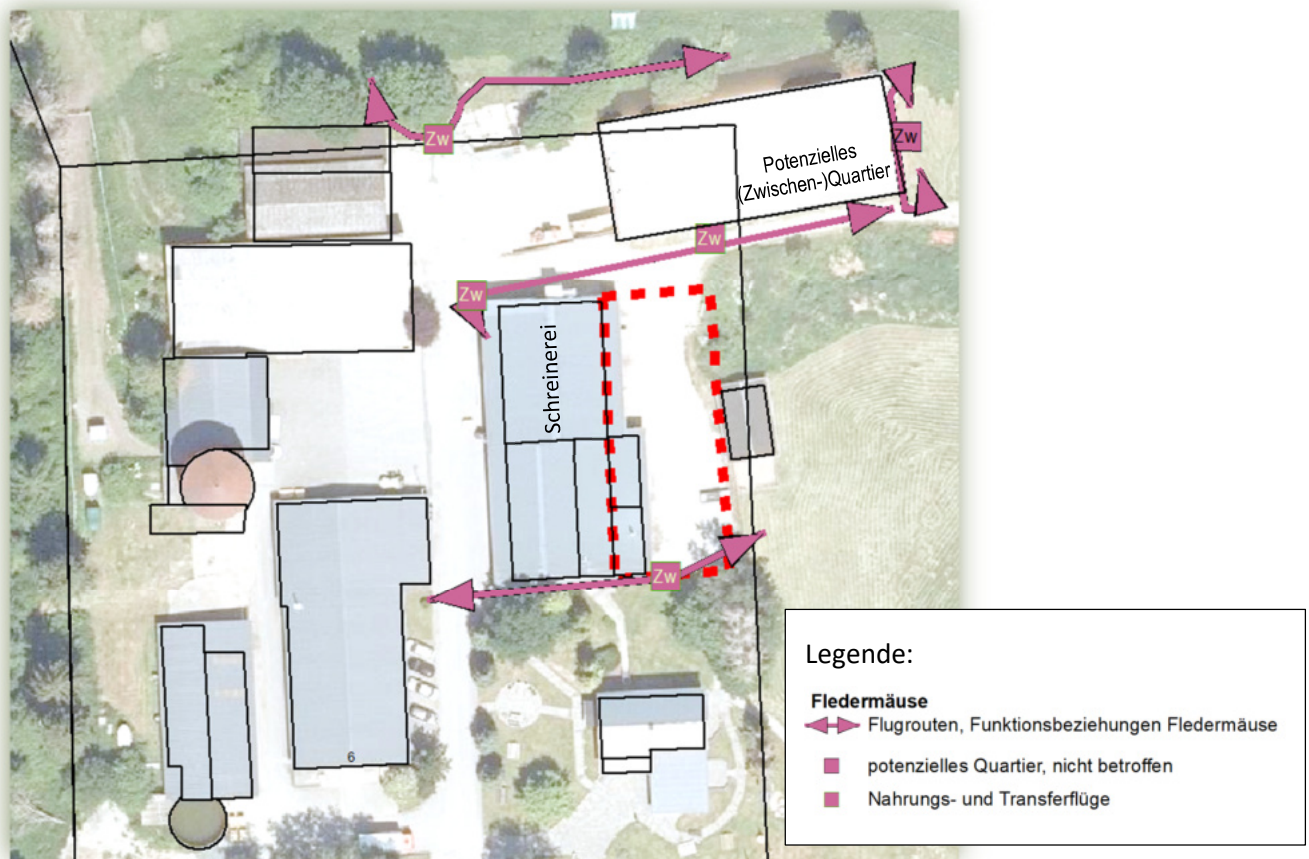 Zw
Zw
Potenzielles
(Zwischen-)Quartier
Zw
Zw
Schreinerei
Zw
6
Legende:
Fledermäuse
Flugrouten, Funktionsbeziehungen Fledermäuse
potenzielles Quartier, nicht betroffen
Nahrungs- und Transferflüge